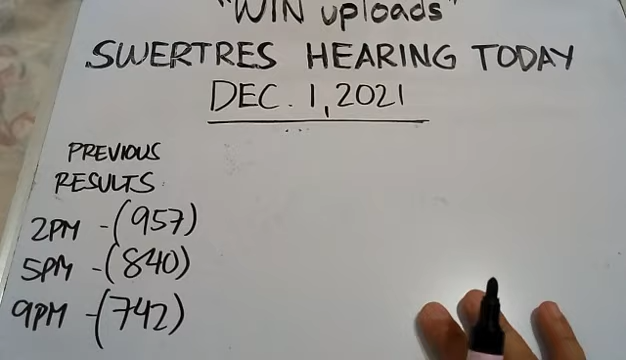 "WIN uploads"
SWERTRES HEARING TODAY
DEC. 1, 2021
PREVIOUS
RESULTS:
2PM - (957)
5PM - (840)
9PM - (742)